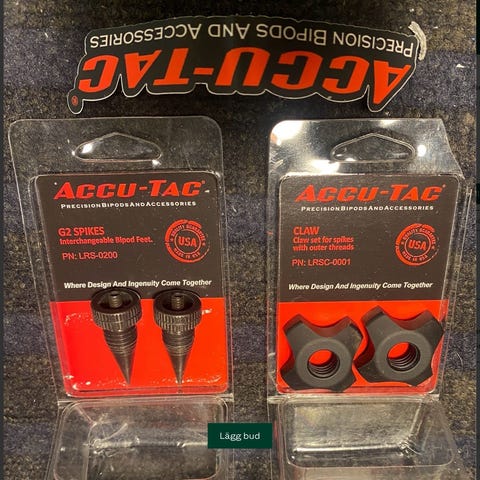 ACCU-TAC®
PRECISION BIPODS AND ACCESSORIES
ACCU-TAC®
PRECISION BIPODS AND ACCESSORIES
G2 SPIKES
Interchangeable Bipod Feet.
PN: LRS-0200
USA
Where Design And Ingenuity Come Together
ACCU-TAC®
PRECISION BIPODS AND ACCESSORIES
CLAW
Claw set for spikes
with outer threads
PN: LRSC-0001
USA
Where Design And Ingenuity Come Together
Lägg bud